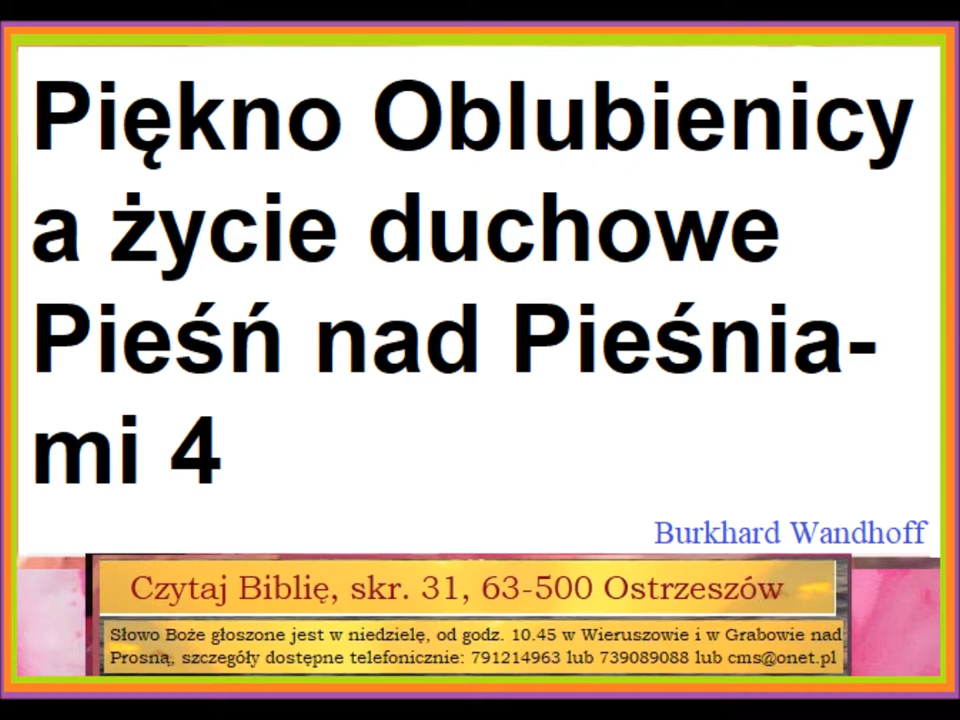 Piękno Oblubienicy
a życie duchowe
Pieśń nad Pieśnia-
mi 4
Burkhard Wandhoff
Czytaj Biblię, skr. 31, 63-500 Ostrzeszów
Słowo Boże głoszone jest w niedzielę, od godz. 10.45 w Wieruszowie i w Grabowie nad
Prosną, szczegóły dostępne telefonicznie: 791214963 lub 739089088 lub cms@onet.pl